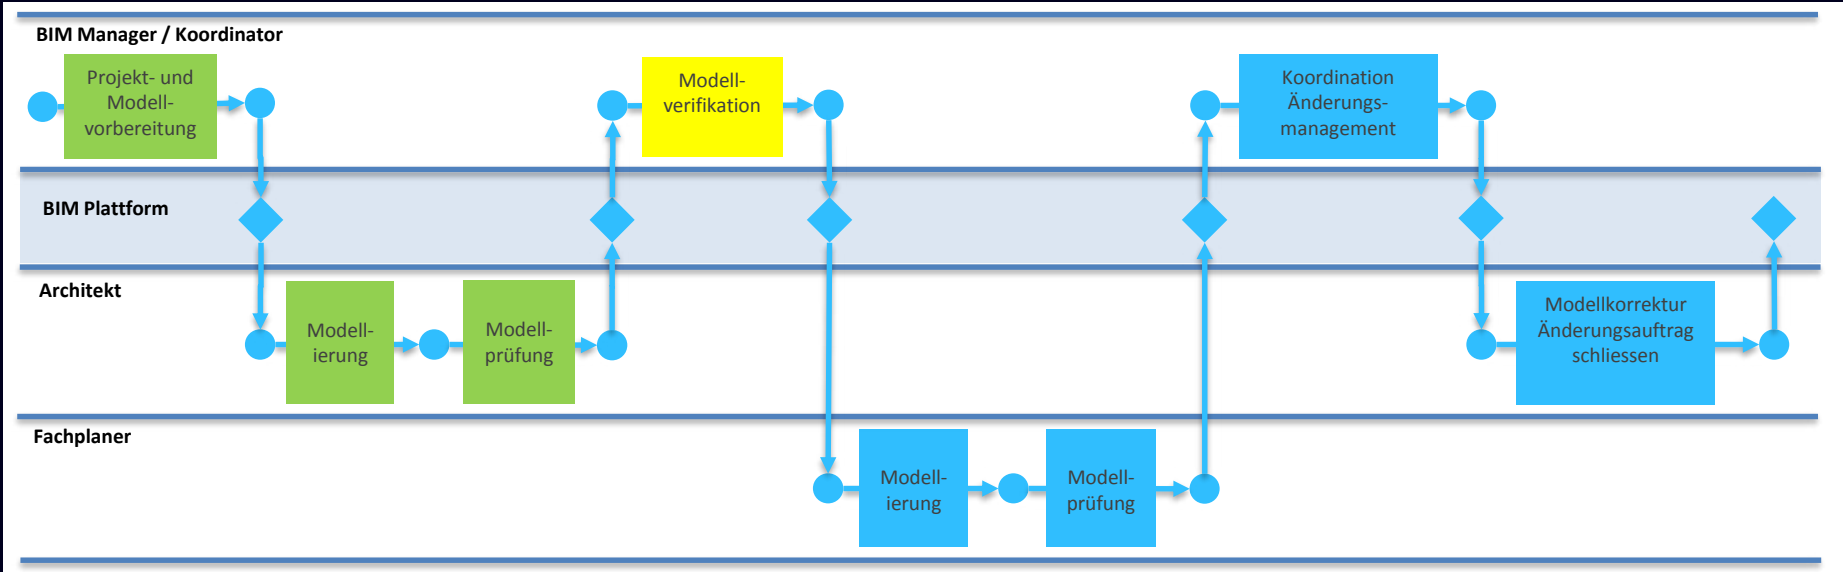 BIM Manager / Koordinator
Projekt- und
Modell-
vorbereitung
Modell-
verifikation
Koordination
Änderungs-
management
BIM Plattform
Architekt
Modell-
ierung
Modell-
prüfung
Modellkorrektur
Änderungsauftrag
schliessen
Fachplaner
Modell-
ierung
Modell-
prüfung